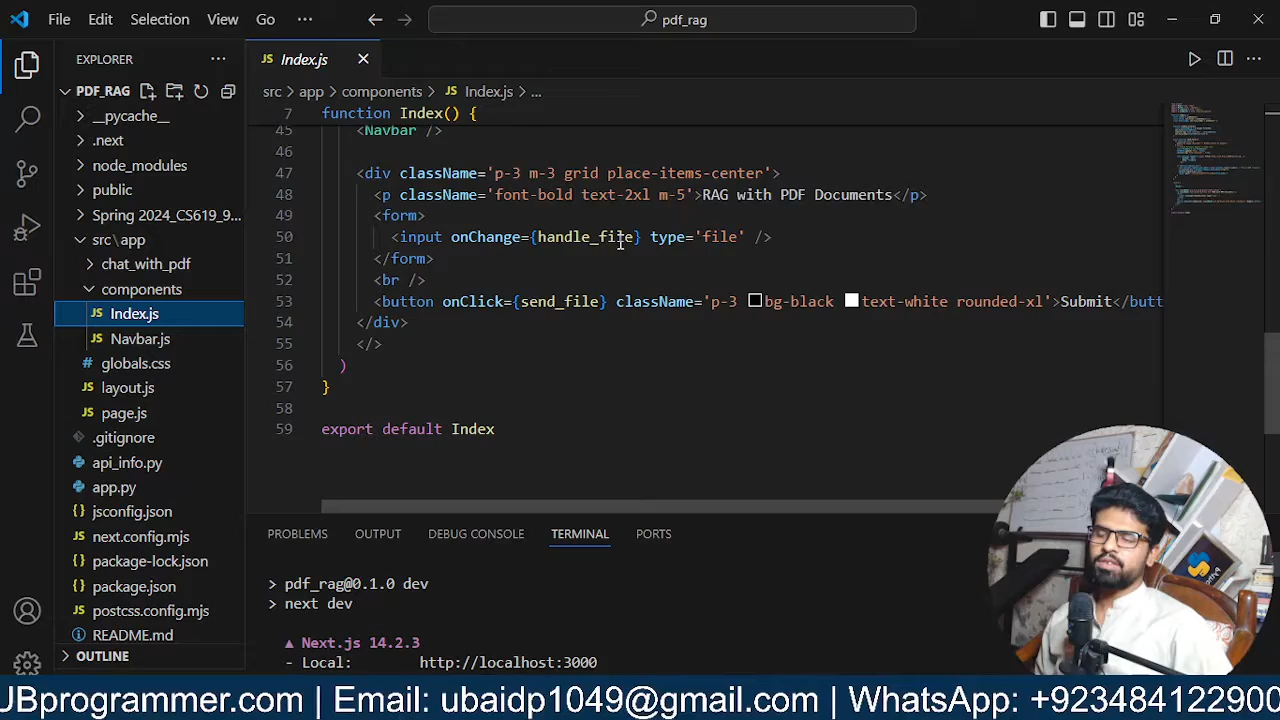 File Edit Selection View Go ··· pdf_rag
EXPLORER ···
JS Index.js
PDF_RAG
src > app > components > JS Index.js > ...
__pycache__
.next
node_modules
public
Spring 2024_CS619_9...
src\app
chat_with_pdf
components
JS Index.js
JS Navbar.js
# globals.css
JS layout.js
JS page.js
.gitignore
api_info.py
app.py
{} jsconfig.json
JS next.config.mjs
{} package-lock.json
{} package.json
JS postcss.config.mjs
README.md
OUTLINE
7 function Index() {
45 <Navbar />
46
47 <div className='p-3 m-3 grid place-items-center'>
48 <p className='font-bold text-2xl m-5'>RAG with PDF Documents</p>
49 <form>
50 <input onChange={handle_file} type='file' />
51 </form>
52 <br />
53 <button onClick={send_file} className='p-3 bg-black text-white rounded-xl'>Submit</butt
54 </div>
55 </>
56 )
57 }
58
59 export default Index
PROBLEMS OUTPUT DEBUG CONSOLE TERMINAL PORTS
> pdf_rag@0.1.0 dev
> next dev
▲ Next.js 14.2.3
- Local: http://localhost:3000
python
JBprogrammer.com | Email: ubaidp1049@gmail.com | WhatsApp: +923484122900